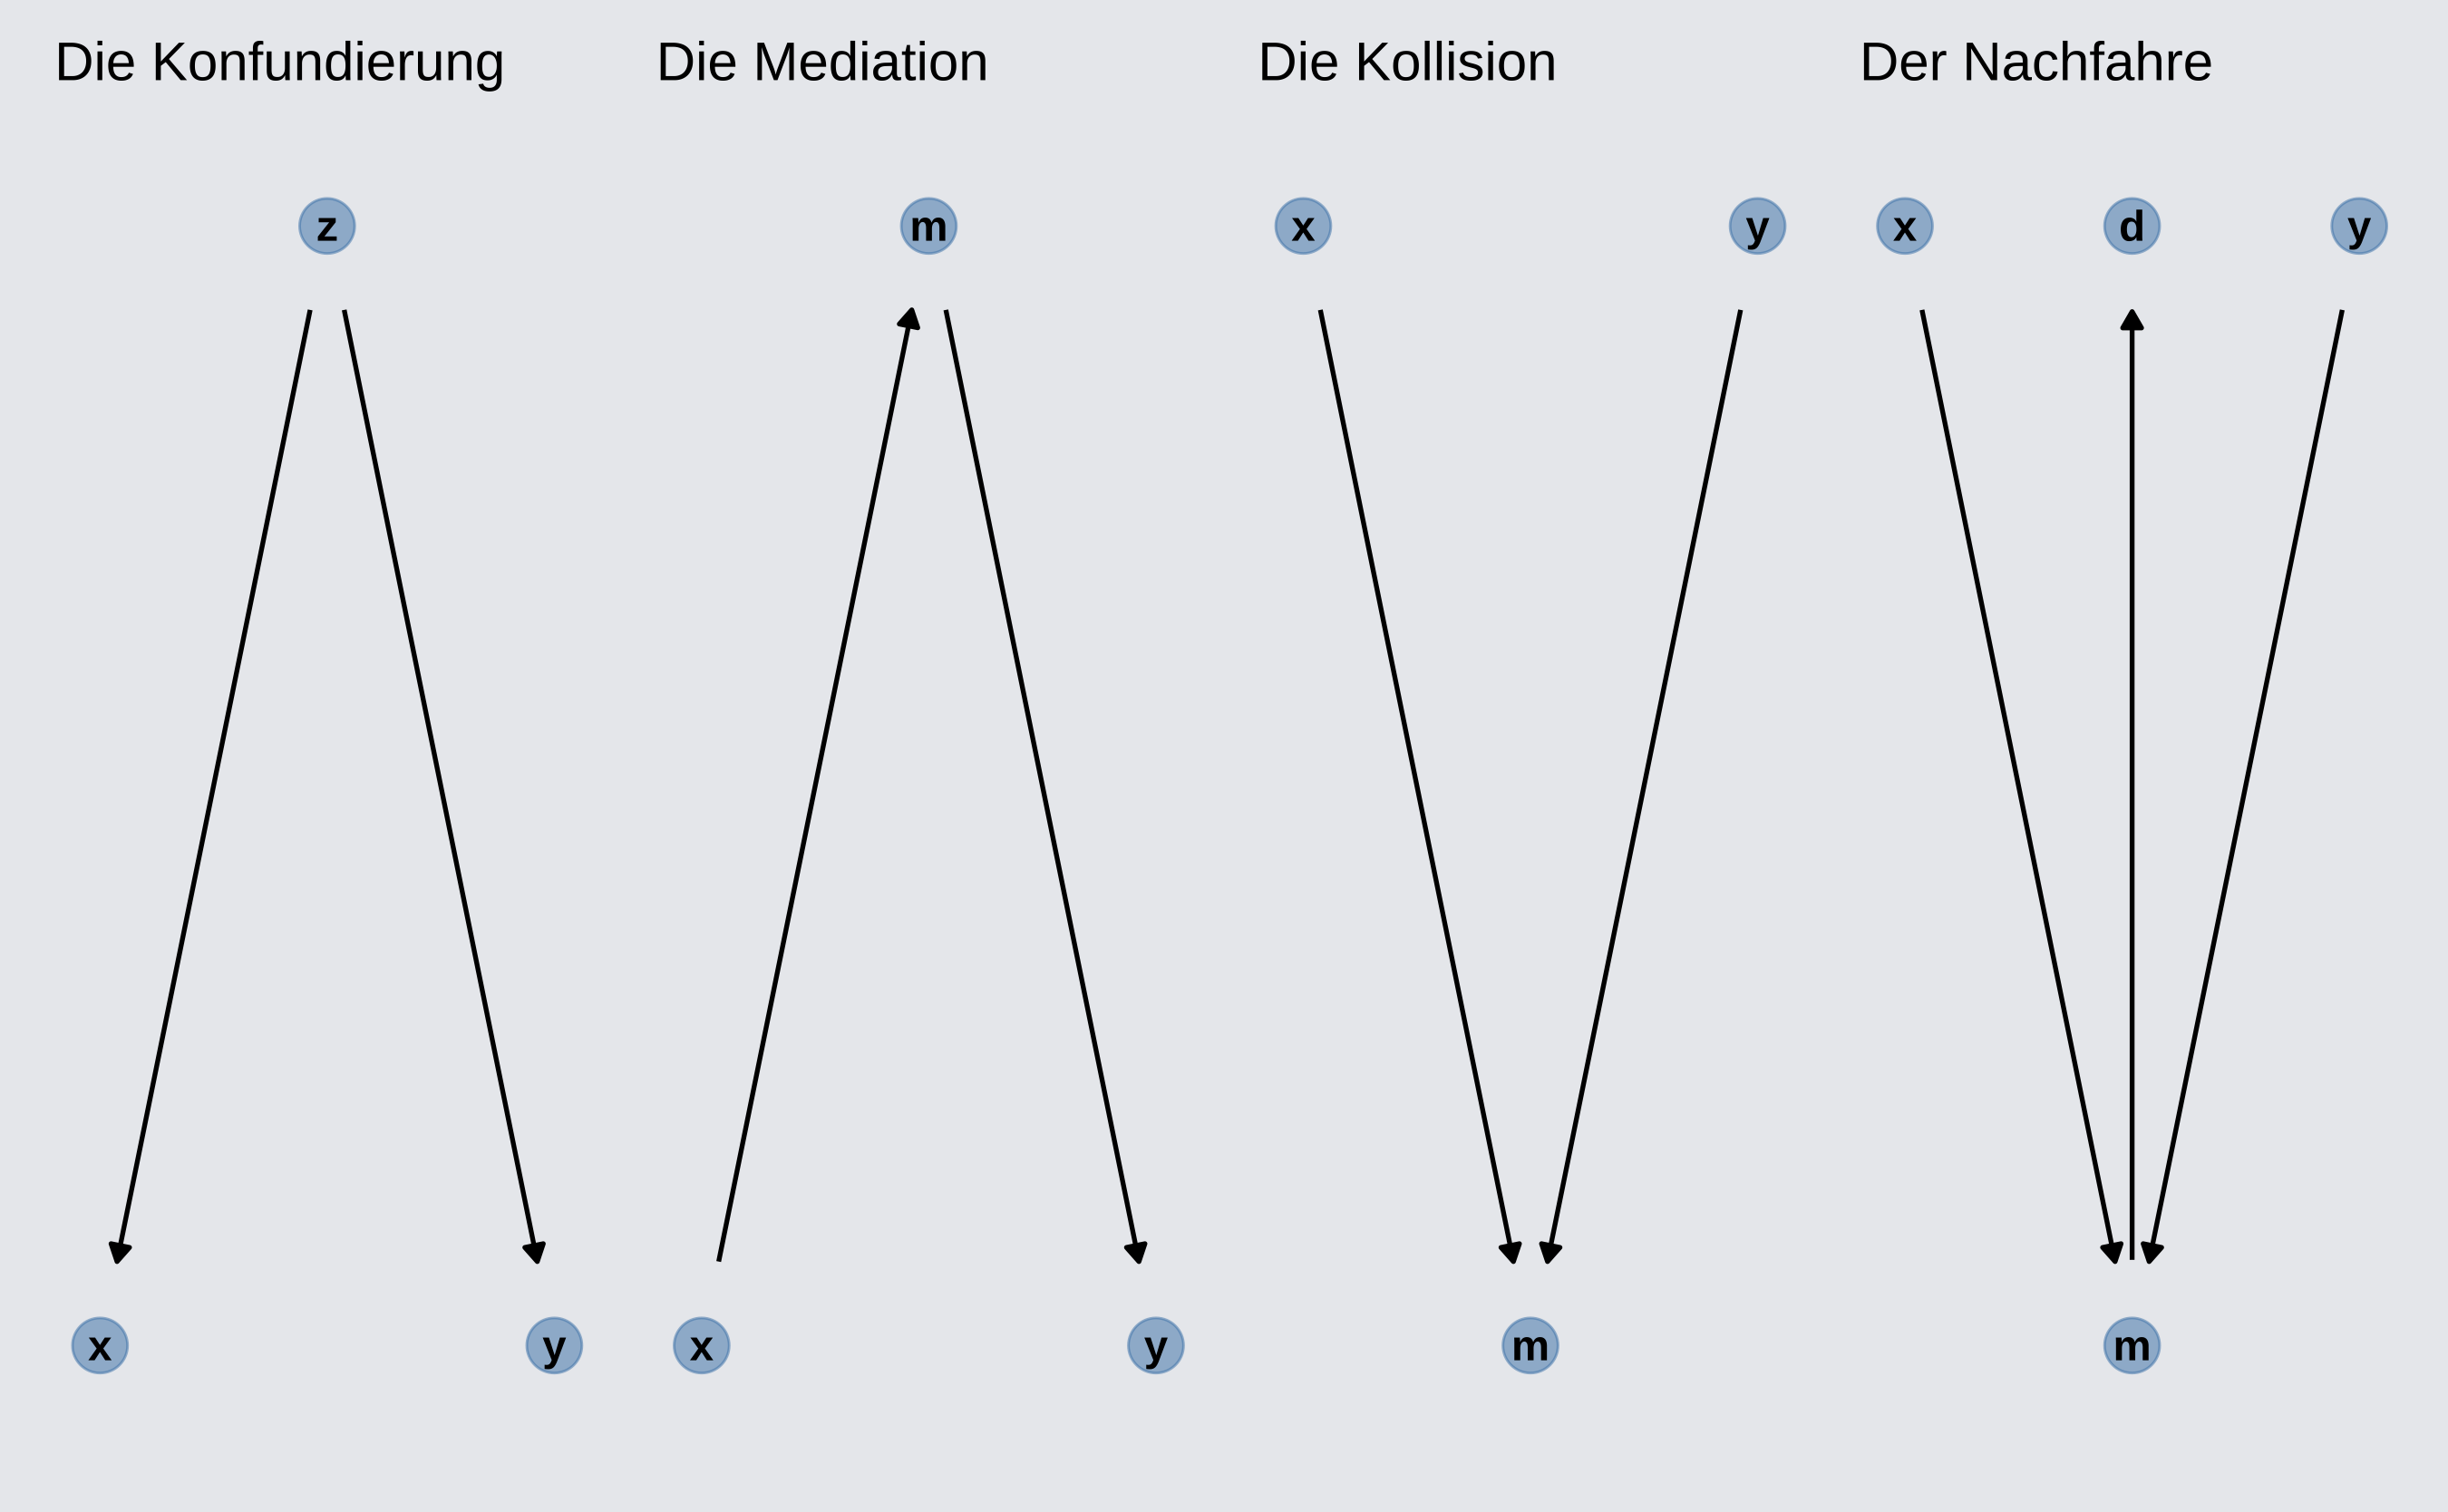 Die Konfundierung
z
x
y
Die Mediation
m
x
y
Die Kollision
x
y
m
Der Nachfahre
x
d
y
m